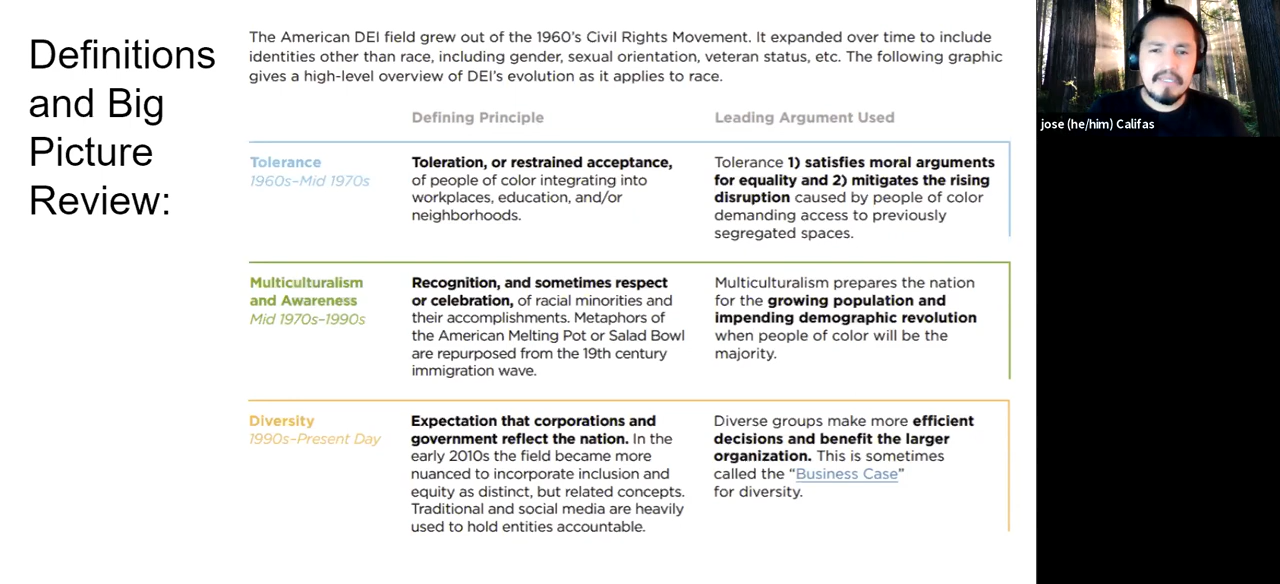 Definitions
and Big
Picture
Review:
The American DEI field grew out of the 1960's Civil Rights Movement. It expanded over time to include
identities other than race, including gender, sexual orientation, veteran status, etc. The following graphic
gives a high-level overview of DEI's evolution as it applies to race.
Defining Principle
Leading Argument Used
Tolerance
1960s–Mid 1970s
Toleration, or restrained acceptance,
of people of color integrating into
workplaces, education, and/or
neighborhoods.
Tolerance 1) satisfies moral arguments
for equality and 2) mitigates the rising
disruption caused by people of color
demanding access to previously
segregated spaces.
Multiculturalism
and Awareness
Mid 1970s–1990s
Recognition, and sometimes respect
or celebration, of racial minorities and
their accomplishments. Metaphors of
the American Melting Pot or Salad Bowl
are repurposed from the 19th century
immigration wave.
Multiculturalism prepares the nation
for the growing population and
impending demographic revolution
when people of color will be the
majority.
Diversity
1990s–Present Day
Expectation that corporations and
government reflect the nation. In the
early 2010s the field became more
nuanced to incorporate inclusion and
equity as distinct, but related concepts.
Traditional and social media are heavily
used to hold entities accountable.
Diverse groups make more efficient
decisions and benefit the larger
organization. This is sometimes
called the “Business Case”
for diversity.
jose (he/him) Califas